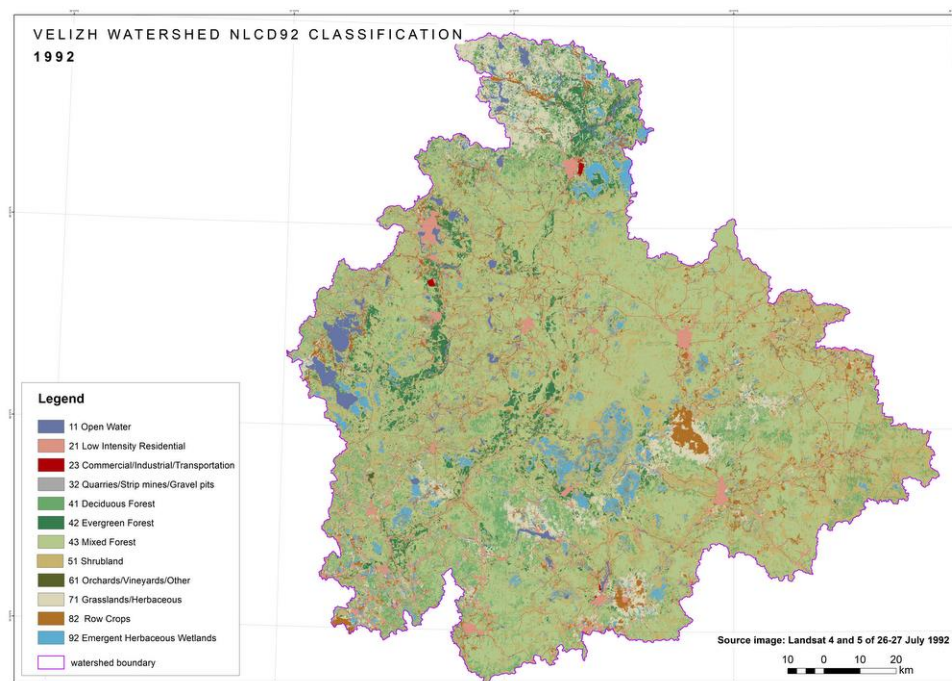 VELIZH WATERSHED NLCD92 CLASSIFICATION
1992
Legend
11 Open Water
21 Low Intensity Residential
23 Commercial/Industrial/Transportation
32 Quarries/Strip mines/Gravel pits
41 Deciduous Forest
42 Evergreen Forest
43 Mixed Forest
51 Shrubland
61 Orchards/Vineyards/Other
71 Grasslands/Herbaceous
82 Row Crops
92 Emergent Herbaceous Wetlands
watershed boundary
Source image: Landsat 4 and 5 of 26-27 July 1992
10 0 10 20
km